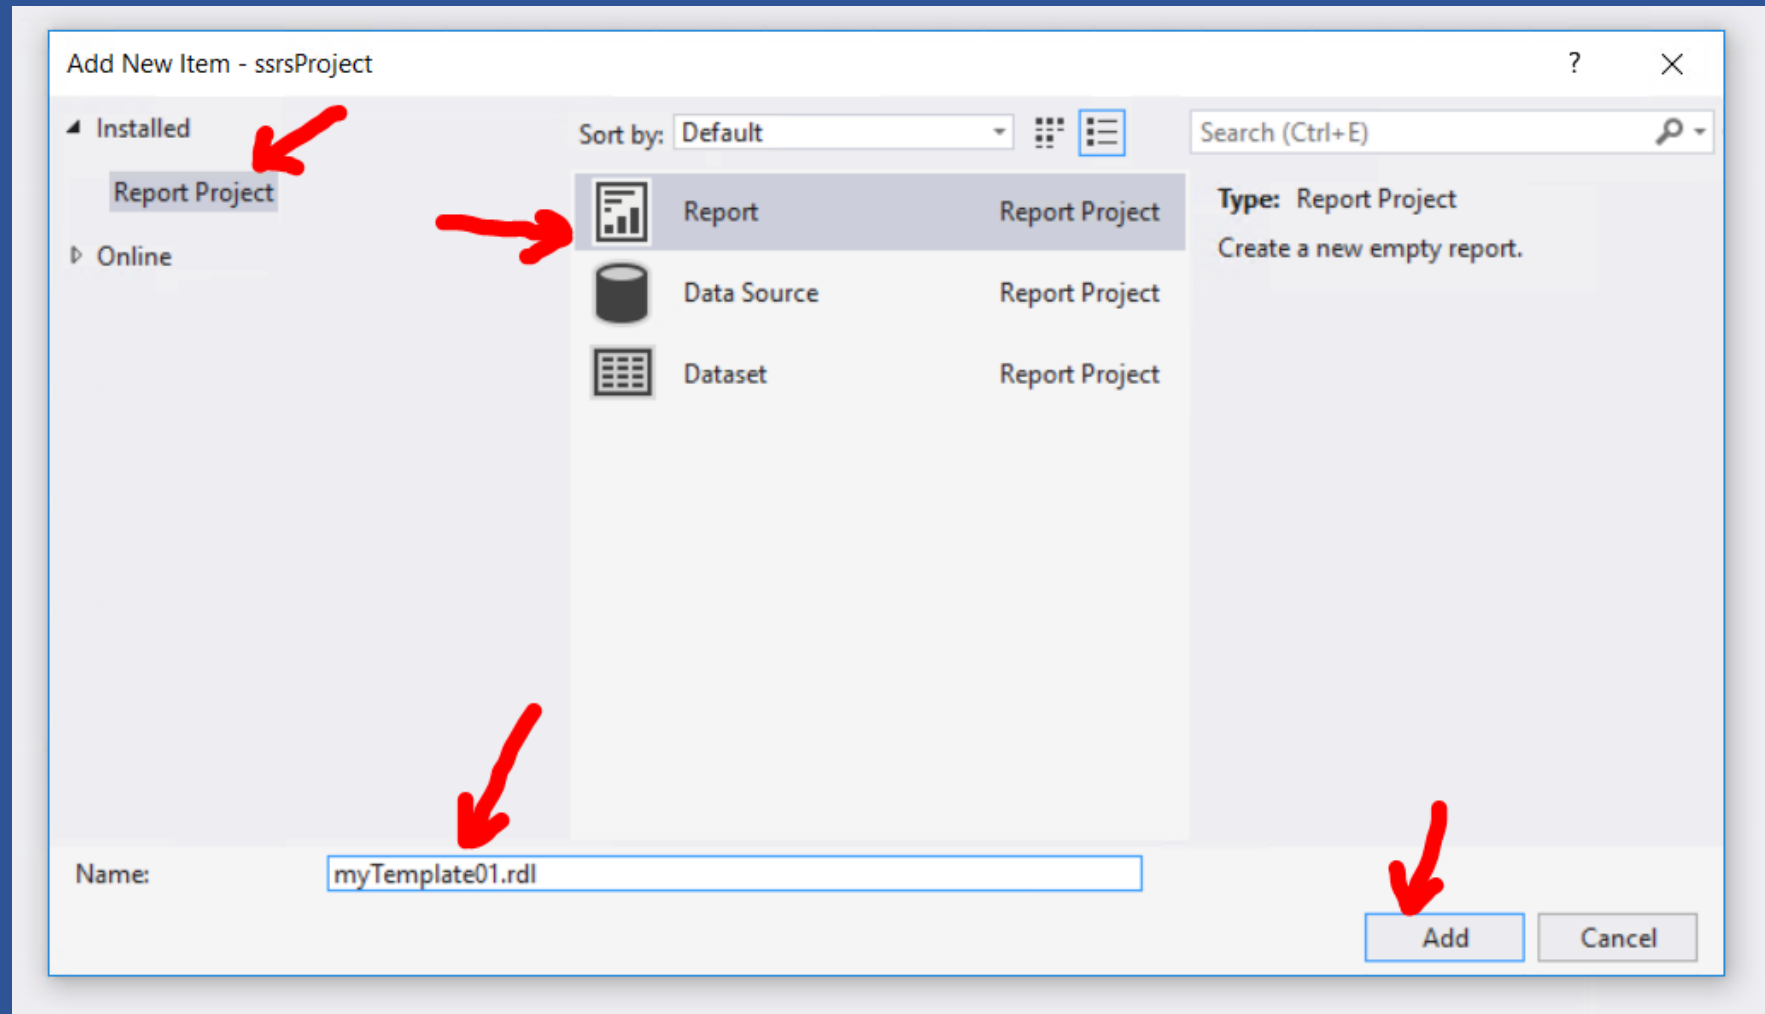 Add New Item - ssrsProject
?
Installed
Report Project
Online
Sort by: Default
Search (Ctrl+E)
Report Report Project
Data Source Report Project
Dataset Report Project
Type: Report Project
Create a new empty report.
Name: myTemplate01.rdl
Add Cancel